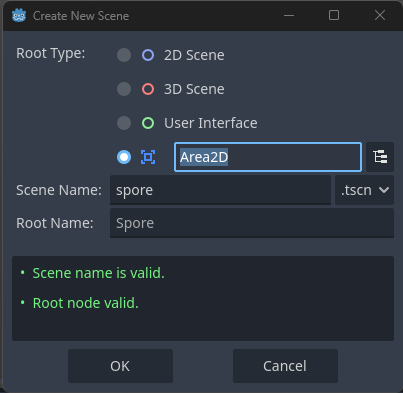 Create New Scene
Root Type:
2D Scene
3D Scene
User Interface
Area2D
Scene Name: spore .tscn
Root Name: Spore
• Scene name is valid.
• Root node valid.
OK Cancel